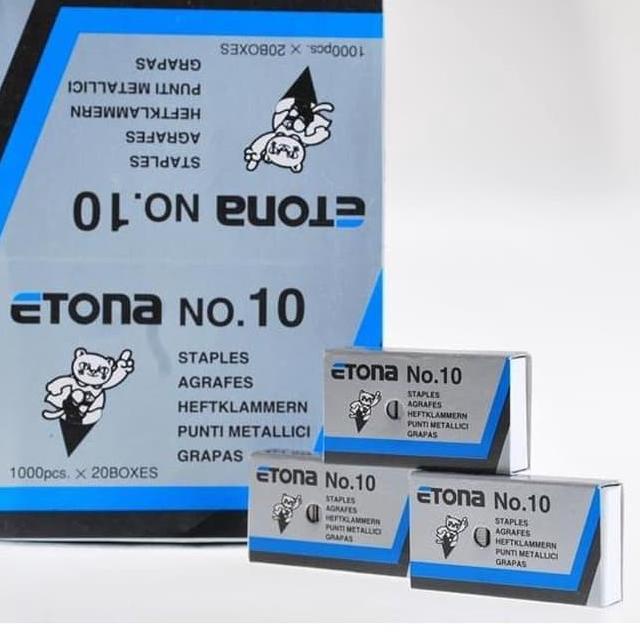 1000pcs. × 20BOXES
GRAPAS
PUNTI METALLICI
HEFTKLAMMERN
AGRAFES
STAPLES
ETONA NO.10
ETONA NO.10
STAPLES
AGRAFES
HEFTKLAMMERN
PUNTI METALLICI
GRAPAS
1000pcs. × 20BOXES
ETONA No.10
STAPLES
AGRAFES
HEFTKLAMMERN
PUNTI METALLICI
GRAPAS
ETONA No.10
STAPLES
AGRAFES
HEFTKLAMMERN
PUNTI METALLICI
GRAPAS
ETONA No.10
STAPLES
AGRAFES
HEFTKLAMMERN
PUNTI METALLICI
GRAPAS